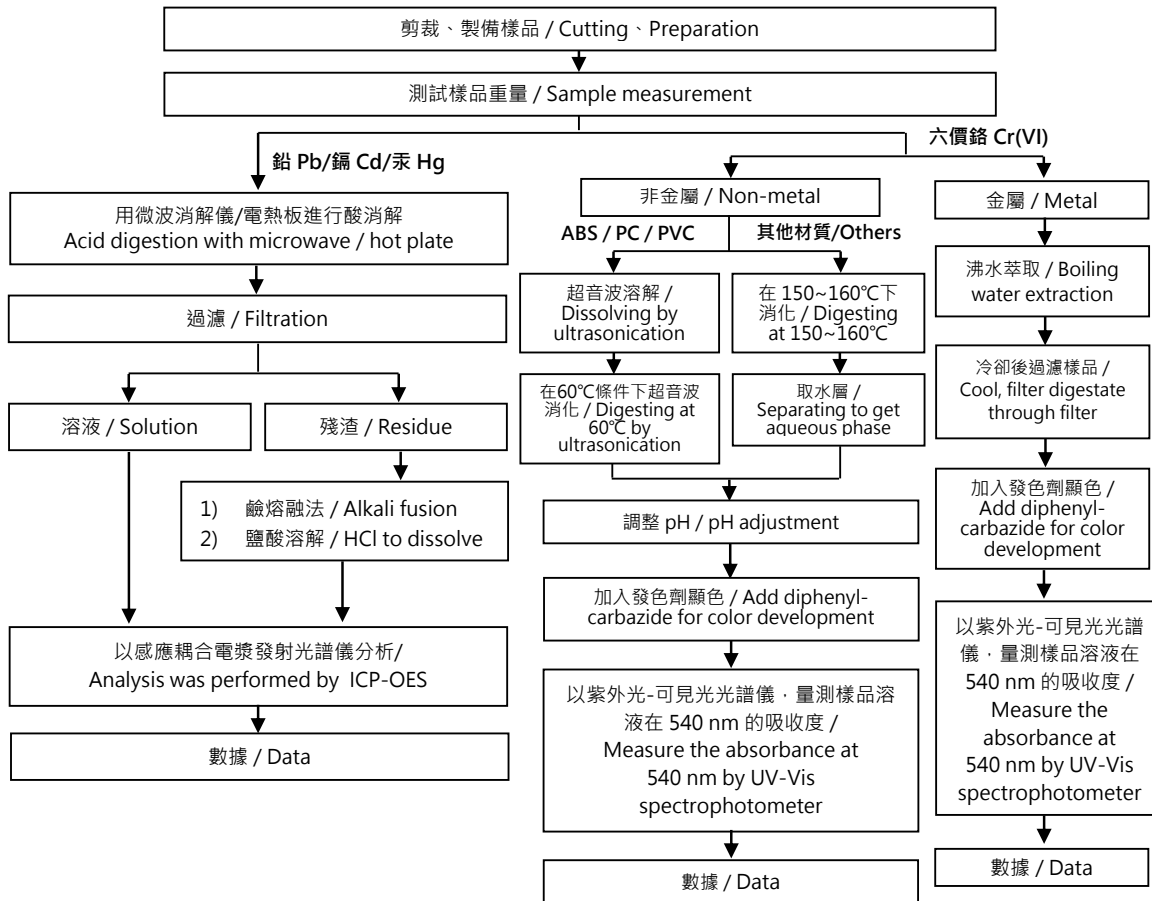 剪裁、製備樣品 / Cutting、Preparation
測試樣品重量 / Sample measurement
鉛 Pb/鎘 Cd/汞 Hg
用微波消解儀/電熱板進行酸消解
Acid digestion with microwave / hot plate
過濾 / Filtration
溶液 / Solution
殘渣 / Residue
1) 鹼熔融法 / Alkali fusion
2) 鹽酸溶解 / HCl to dissolve
以感應耦合電漿發射光譜儀分析/
Analysis was performed by ICP-OES
數據 / Data
六價鉻 Cr(VI)
非金屬 / Non-metal
ABS / PC / PVC
超音波溶解 /
Dissolving by
ultrasonication
在60℃條件下超音波
消化 / Digesting at
60℃ by
ultrasonication
其他材質/Others
在 150~160℃下
消化 / Digesting
at 150~160℃
取水層 /
Separating to get
aqueous phase
調整 pH / pH adjustment
加入發色劑顯色 / Add diphenyl-
carbazide for color development
以紫外光-可見光光譜儀，量測樣品溶
液在 540 nm 的吸收度 /
Measure the absorbance at
540 nm by UV-Vis
spectrophotometer
數據 / Data
金屬 / Metal
沸水萃取 / Boiling
water extraction
冷卻後過濾樣品 /
Cool, filter digestate
through filter
加入發色劑顯色 /
Add diphenyl-
carbazide for color
development
以紫外光-可見光光譜
儀，量測樣品溶液在
540 nm 的吸收度 /
Measure the
absorbance at
540 nm by UV-Vis
spectrophotometer
數據 / Data